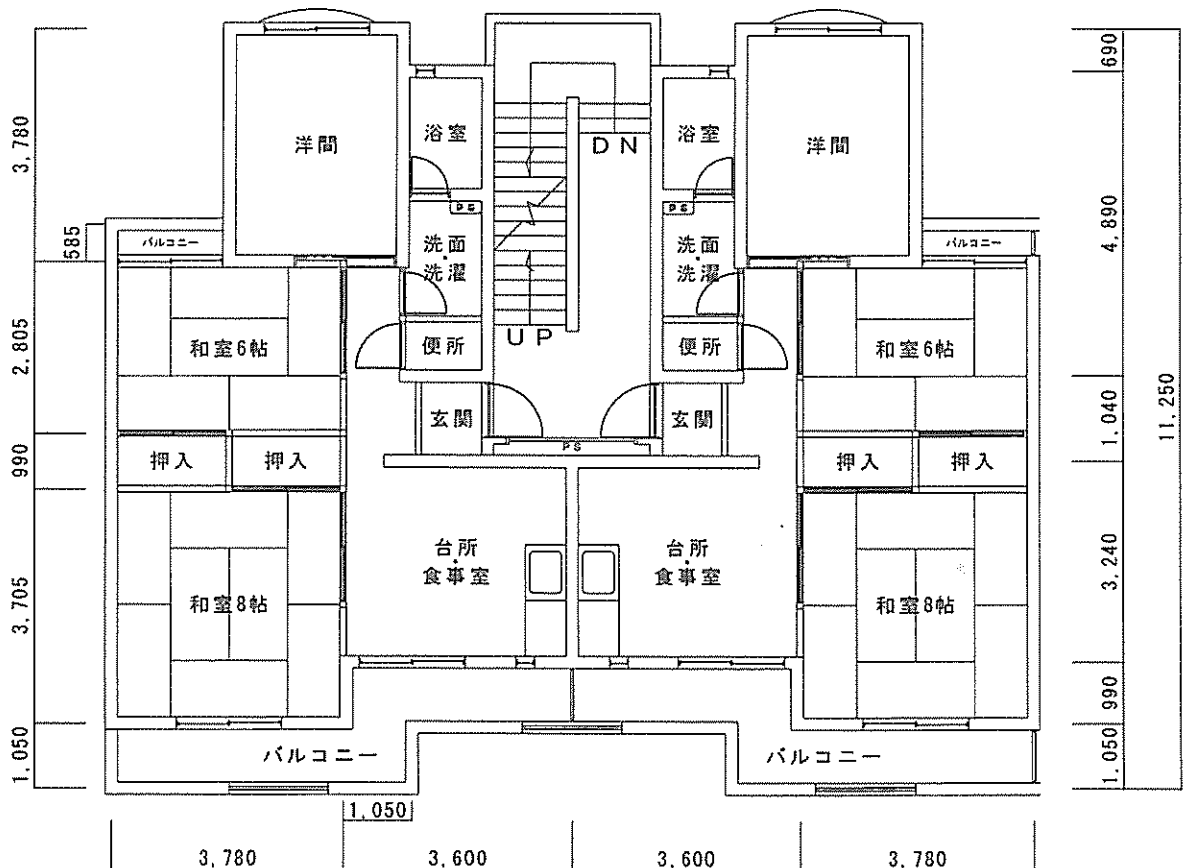 690
3,780
洋間
浴室
DN
浴室
洋間
4,890
PS
PS
585
バルコニー
洗面・洗濯
洗面・洗濯
バルコニー
2.805
和室6帖
便所
UP
便所
和室6帖
11,250
1.040
玄関
玄関
PS
990
押入
押入
押入
押入
台所・食事室
台所・食事室
3,240
3,705
和室8帖
和室8帖
990
1.050
バルコニー
バルコニー
1.050
1,050
3,780
3,600
3,600
3,780